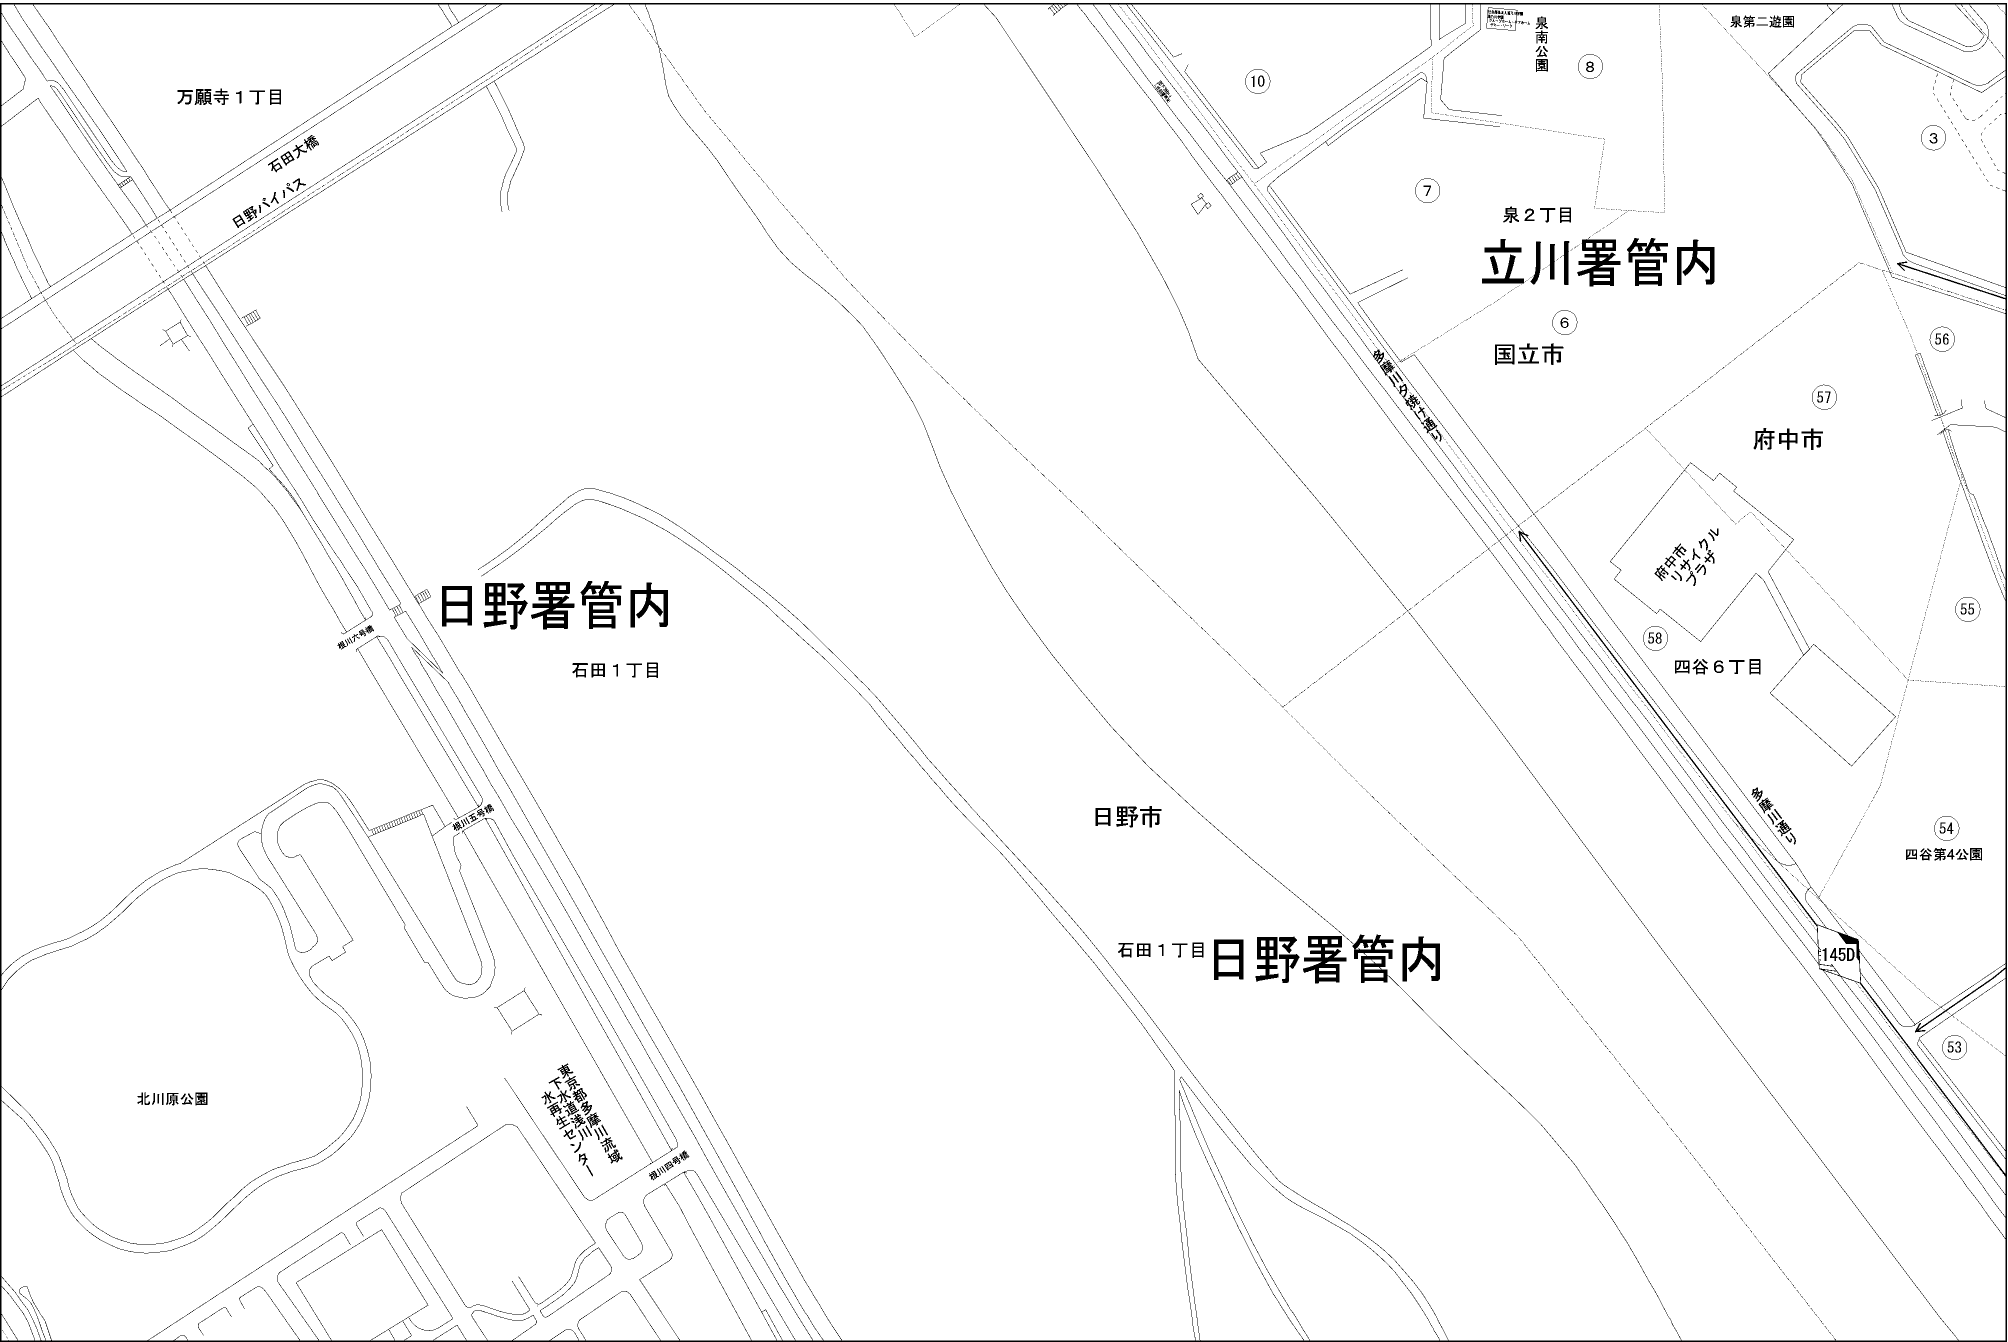 泉第二遊園
泉南公園
8
10
万願寺１丁目
3
石田大橋
7
日野バイパス
泉２丁目
立川署管内
6
国立市
56
多摩川夕焼け通り
57
府中市
府中市
リサイクル
プラザ
日野署管内
55
根川六号橋
58
石田１丁目
四谷６丁目
多摩川通り
根川五号橋
日野市
54
四谷第4公園
石田１丁目
日野署管内
145D
53
北川原公園
東京都多摩川流域
下水道浅川
水再生センター
根川四号橋